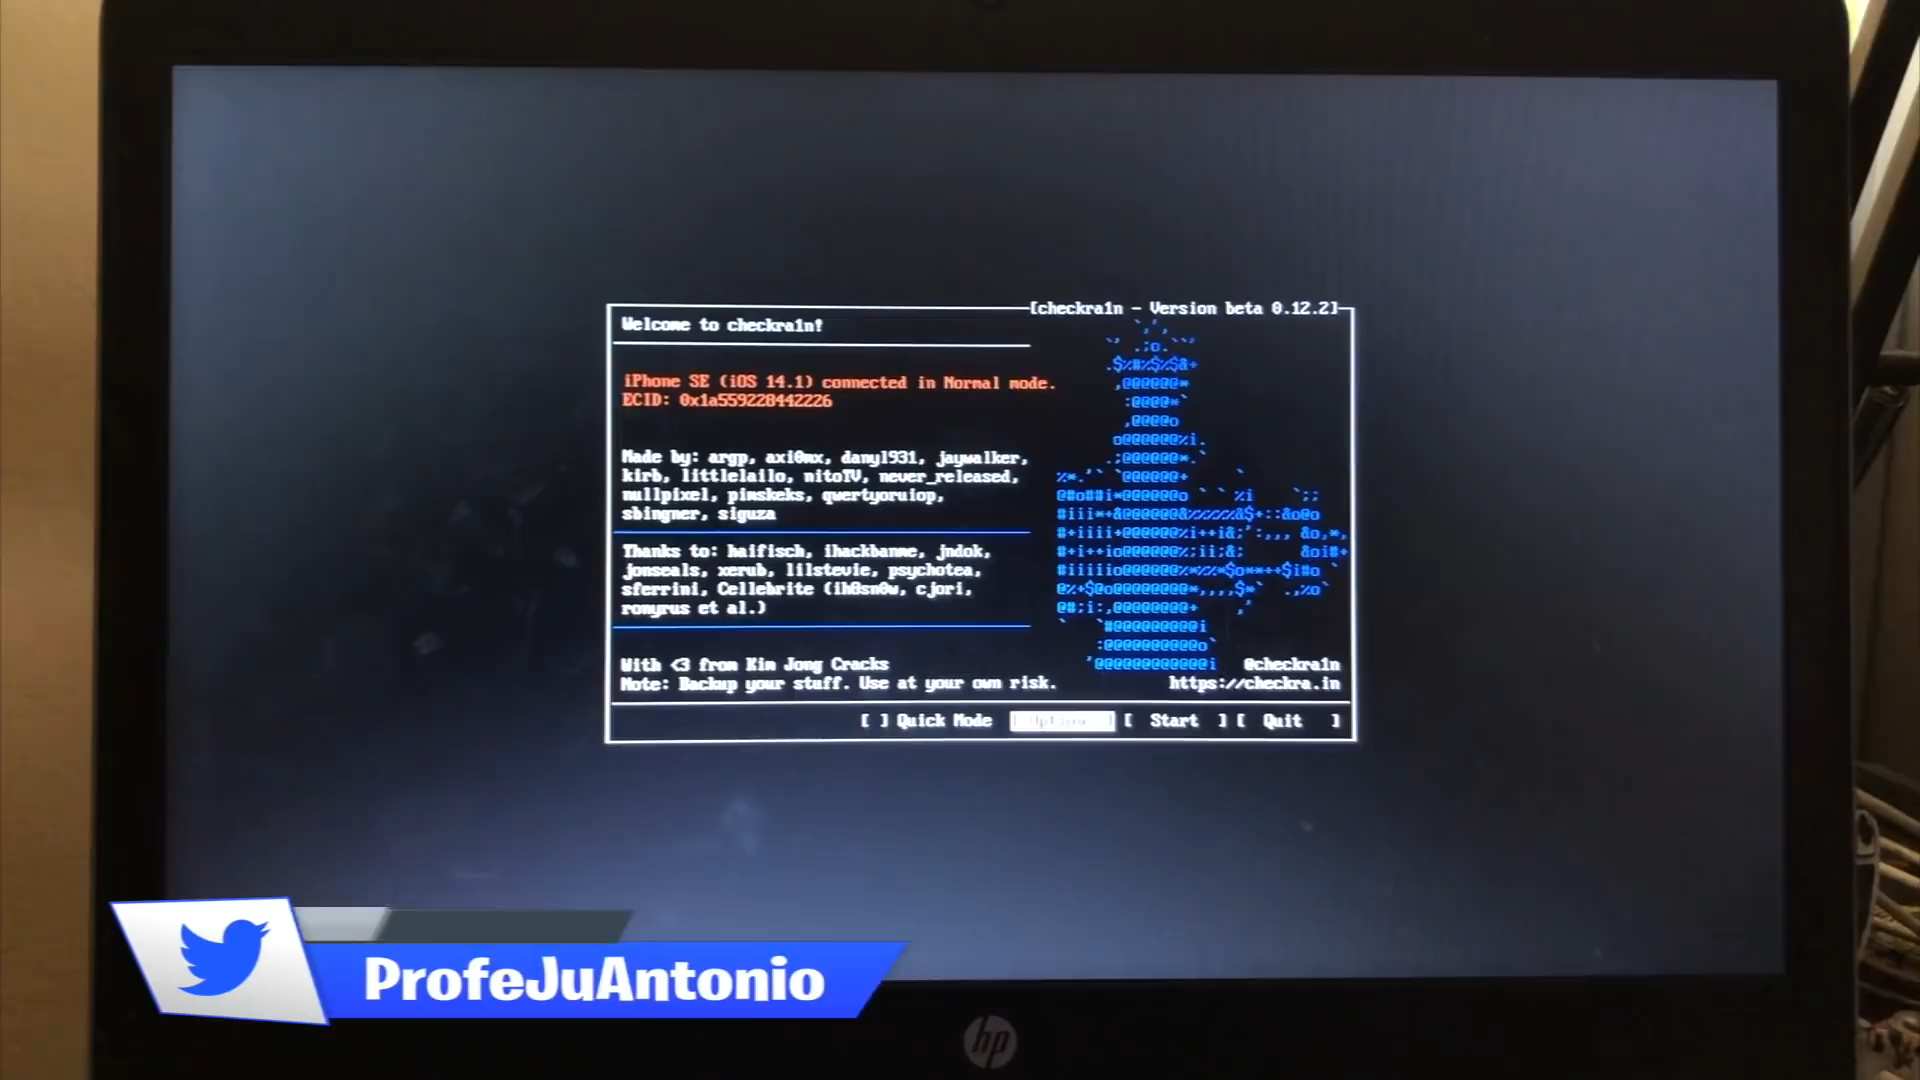 [checkra1n - Version beta 0.12.2]
Welcome to checkra1n!
iPhone SE (iOS 14.1) connected in Normal mode.
ECID: 0x1a559228442226
Made by: argp, axi0mx, danyl931, jaywalker,
kirb, littlelailo, nitoTV, never_released,
nullpixel, pimskeks, qwertyoruiop,
sbingner, siguza
Thanks to: haifisch, ihackbanme, jndok,
jonseals, xerub, lilstevie, psychotea,
sferrini, Cellebrite (ih8sn0w, cjori,
ronyrus et al.)
With <3 from Kim Jong Cracks
@checkra1n
Note: Backup your stuff. Use at your own risk.
https://checkra.in
[ ] Quick Mode [ Options ] [ Start ] [ Quit ]
ProfeJuAntonio
hp